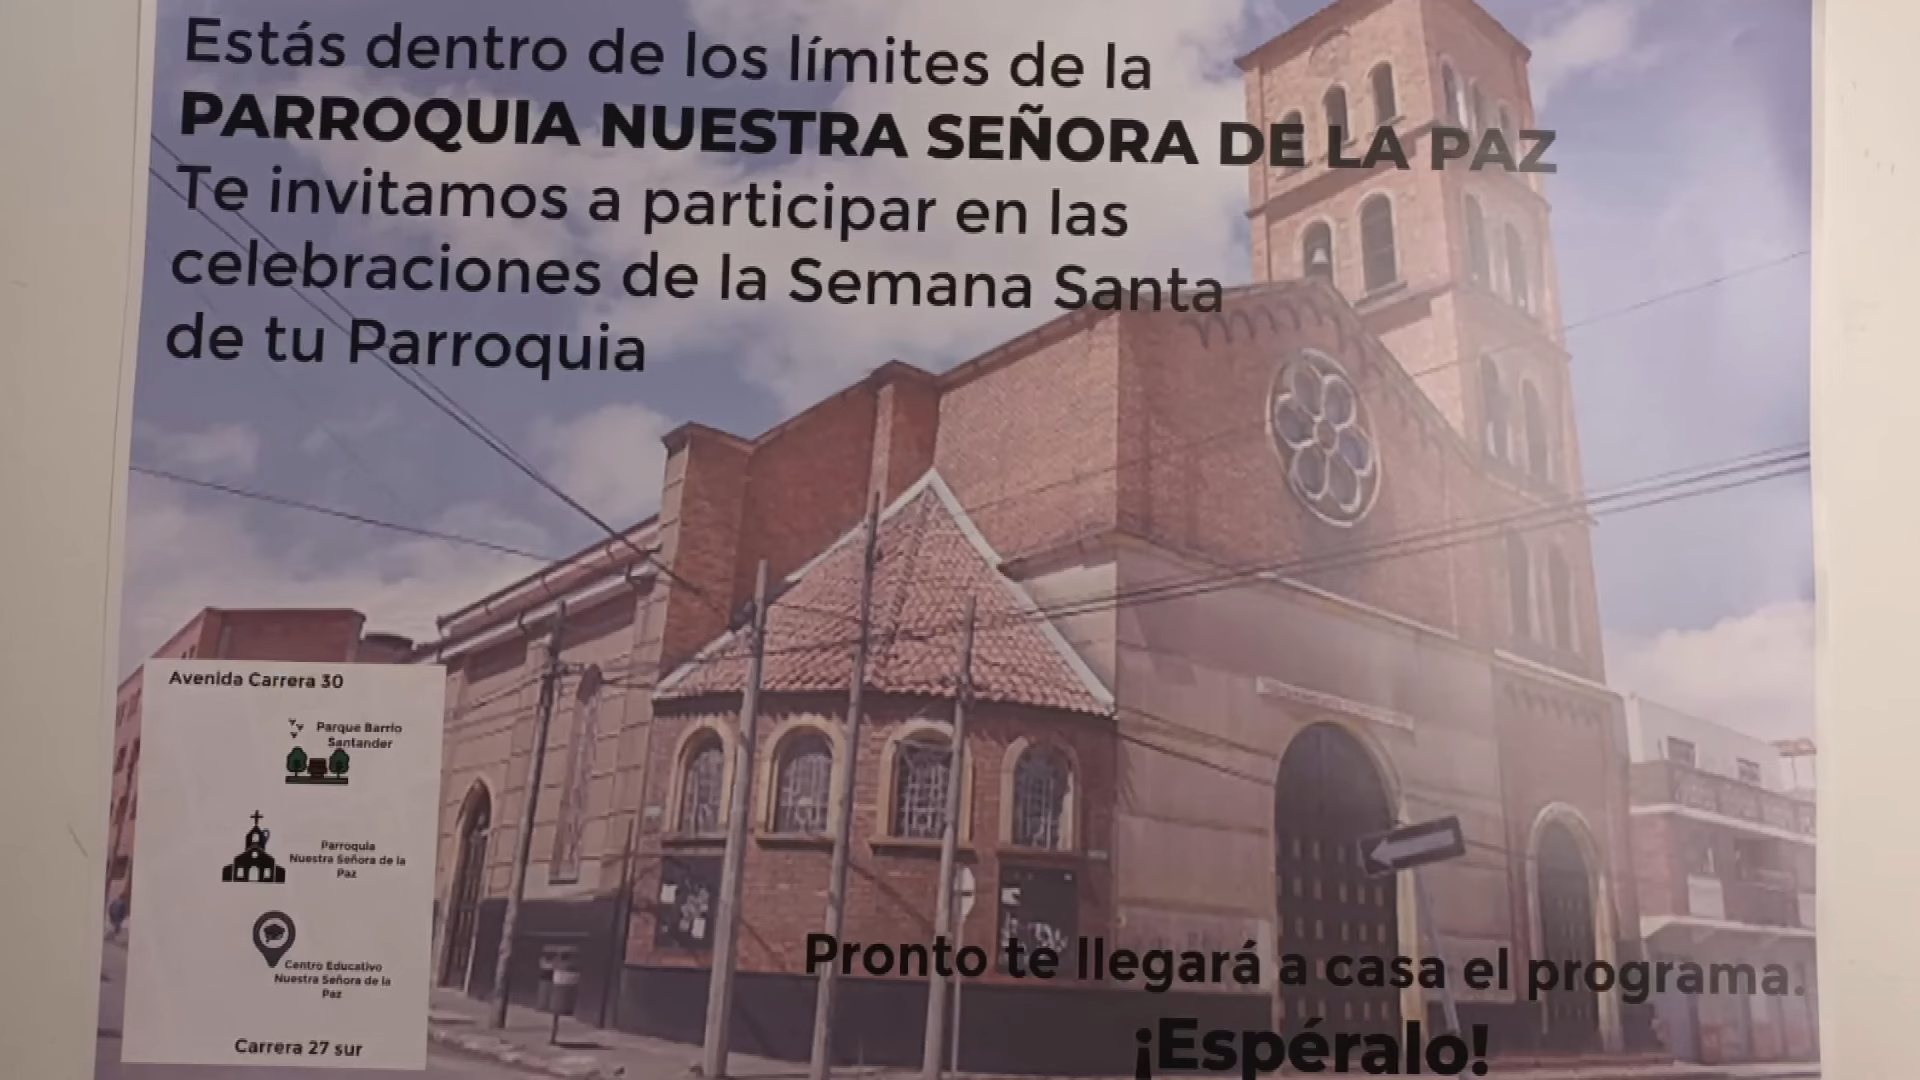 Estás dentro de los límites de la
PARROQUIA NUESTRA SEÑORA DE LA PAZ
Te invitamos a participar en las
celebraciones de la Semana Santa
de tu Parroquia
Avenida Carrera 30
Parque Barrio
Santander
Parroquia
Nuestra Señora de la
Paz
Centro Educativo
Nuestra Señora de la
Paz
Carrera 27 sur
Pronto te llegará a casa el programa.
¡Espéralo!